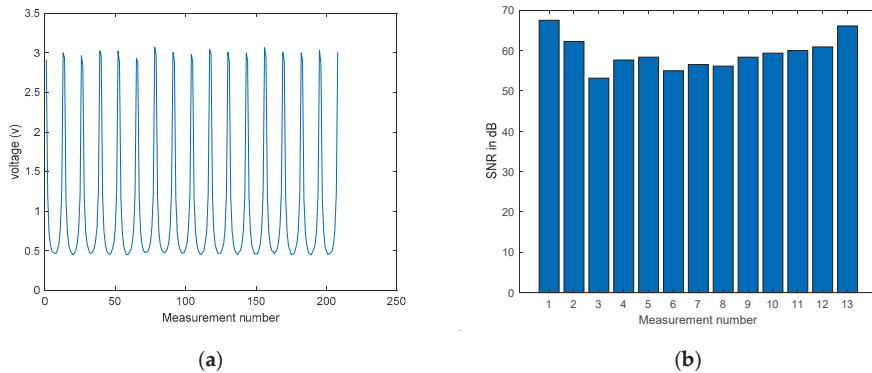 3.5
3
2.5
2
1.5
1
0.5
0
voltage (v)
0 50 100 150 200 250
Measurement number
(a)
70
60
50
40
30
20
10
0
SNR in dB
1 2 3 4 5 6 7 8 9 10 11 12 13
Measurement number
(b)